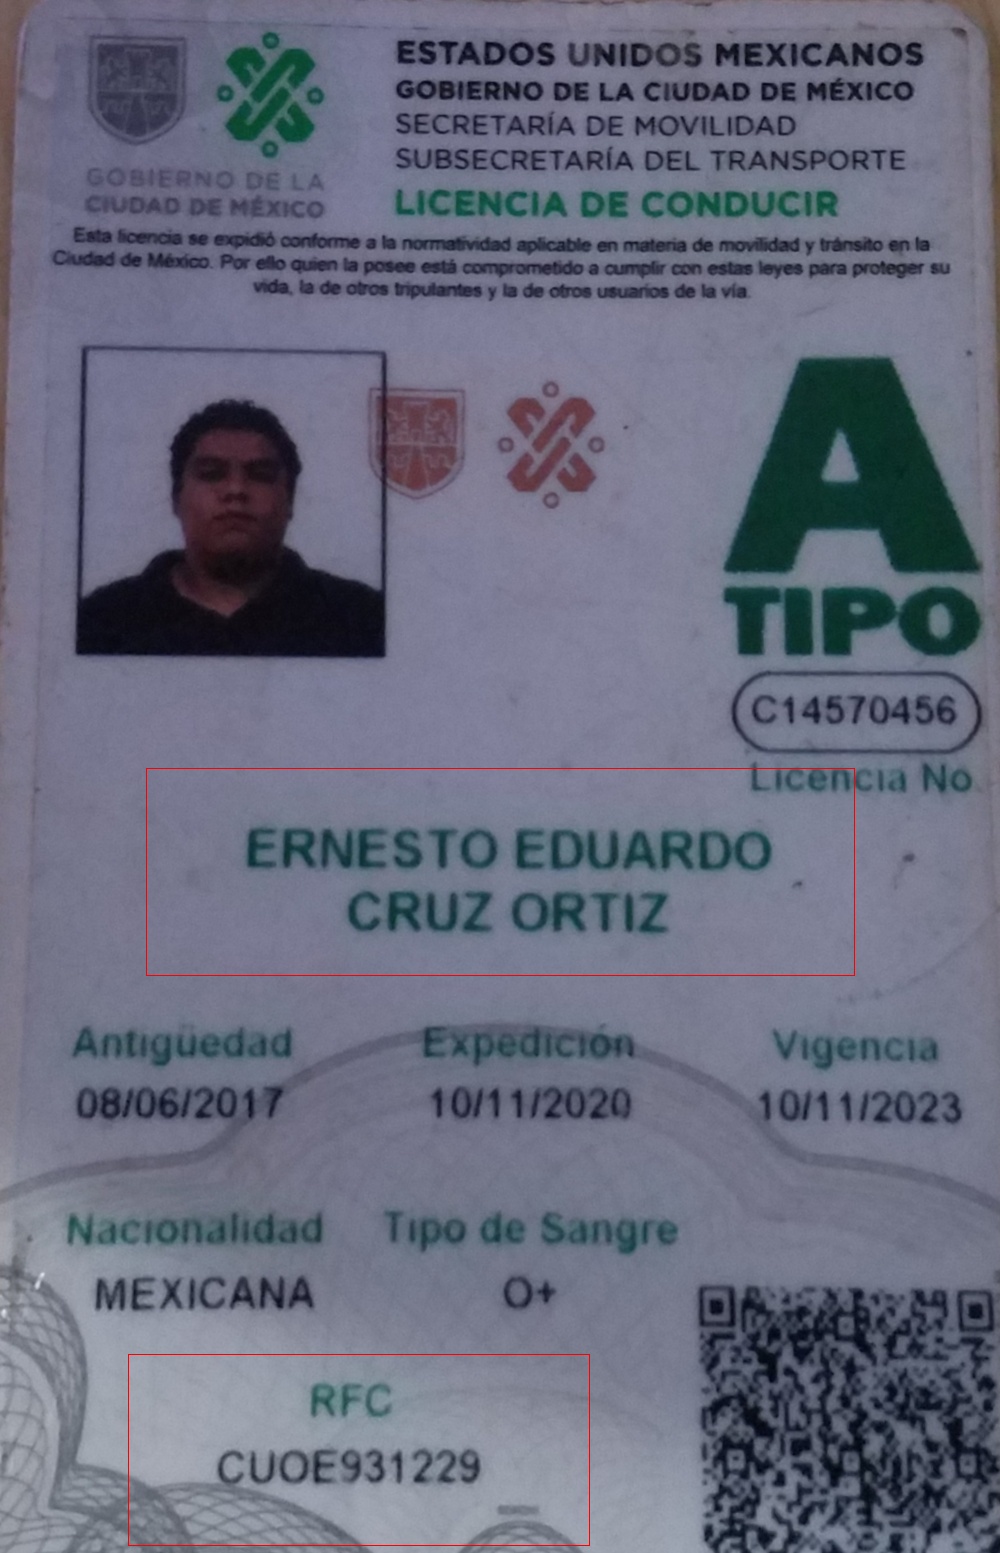 ESTADOS UNIDOS MEXICANOS
GOBIERNO DE LA CIUDAD DE MÉXICO
SECRETARÍA DE MOVILIDAD
SUBSECRETARÍA DEL TRANSPORTE
LICENCIA DE CONDUCIR
GOBIERNO DE LA
CIUDAD DE MÉXICO
Esta licencia se expidió conforme a la normatividad aplicable en materia de movilidad y tránsito en la
Ciudad de México. Por ello quien la posee está comprometido a cumplir con estas leyes para proteger su
vida, la de otros tripulantes y la de otros usuarios de la vía.
A
TIPO
C14570456
Licencia No
ERNESTO EDUARDO
CRUZ ORTIZ
Antigüedad Expedición Vigencia
08/06/2017 10/11/2020 10/11/2023
Nacionalidad Tipo de Sangre
MEXICANA O+
RFC
CUOE931229